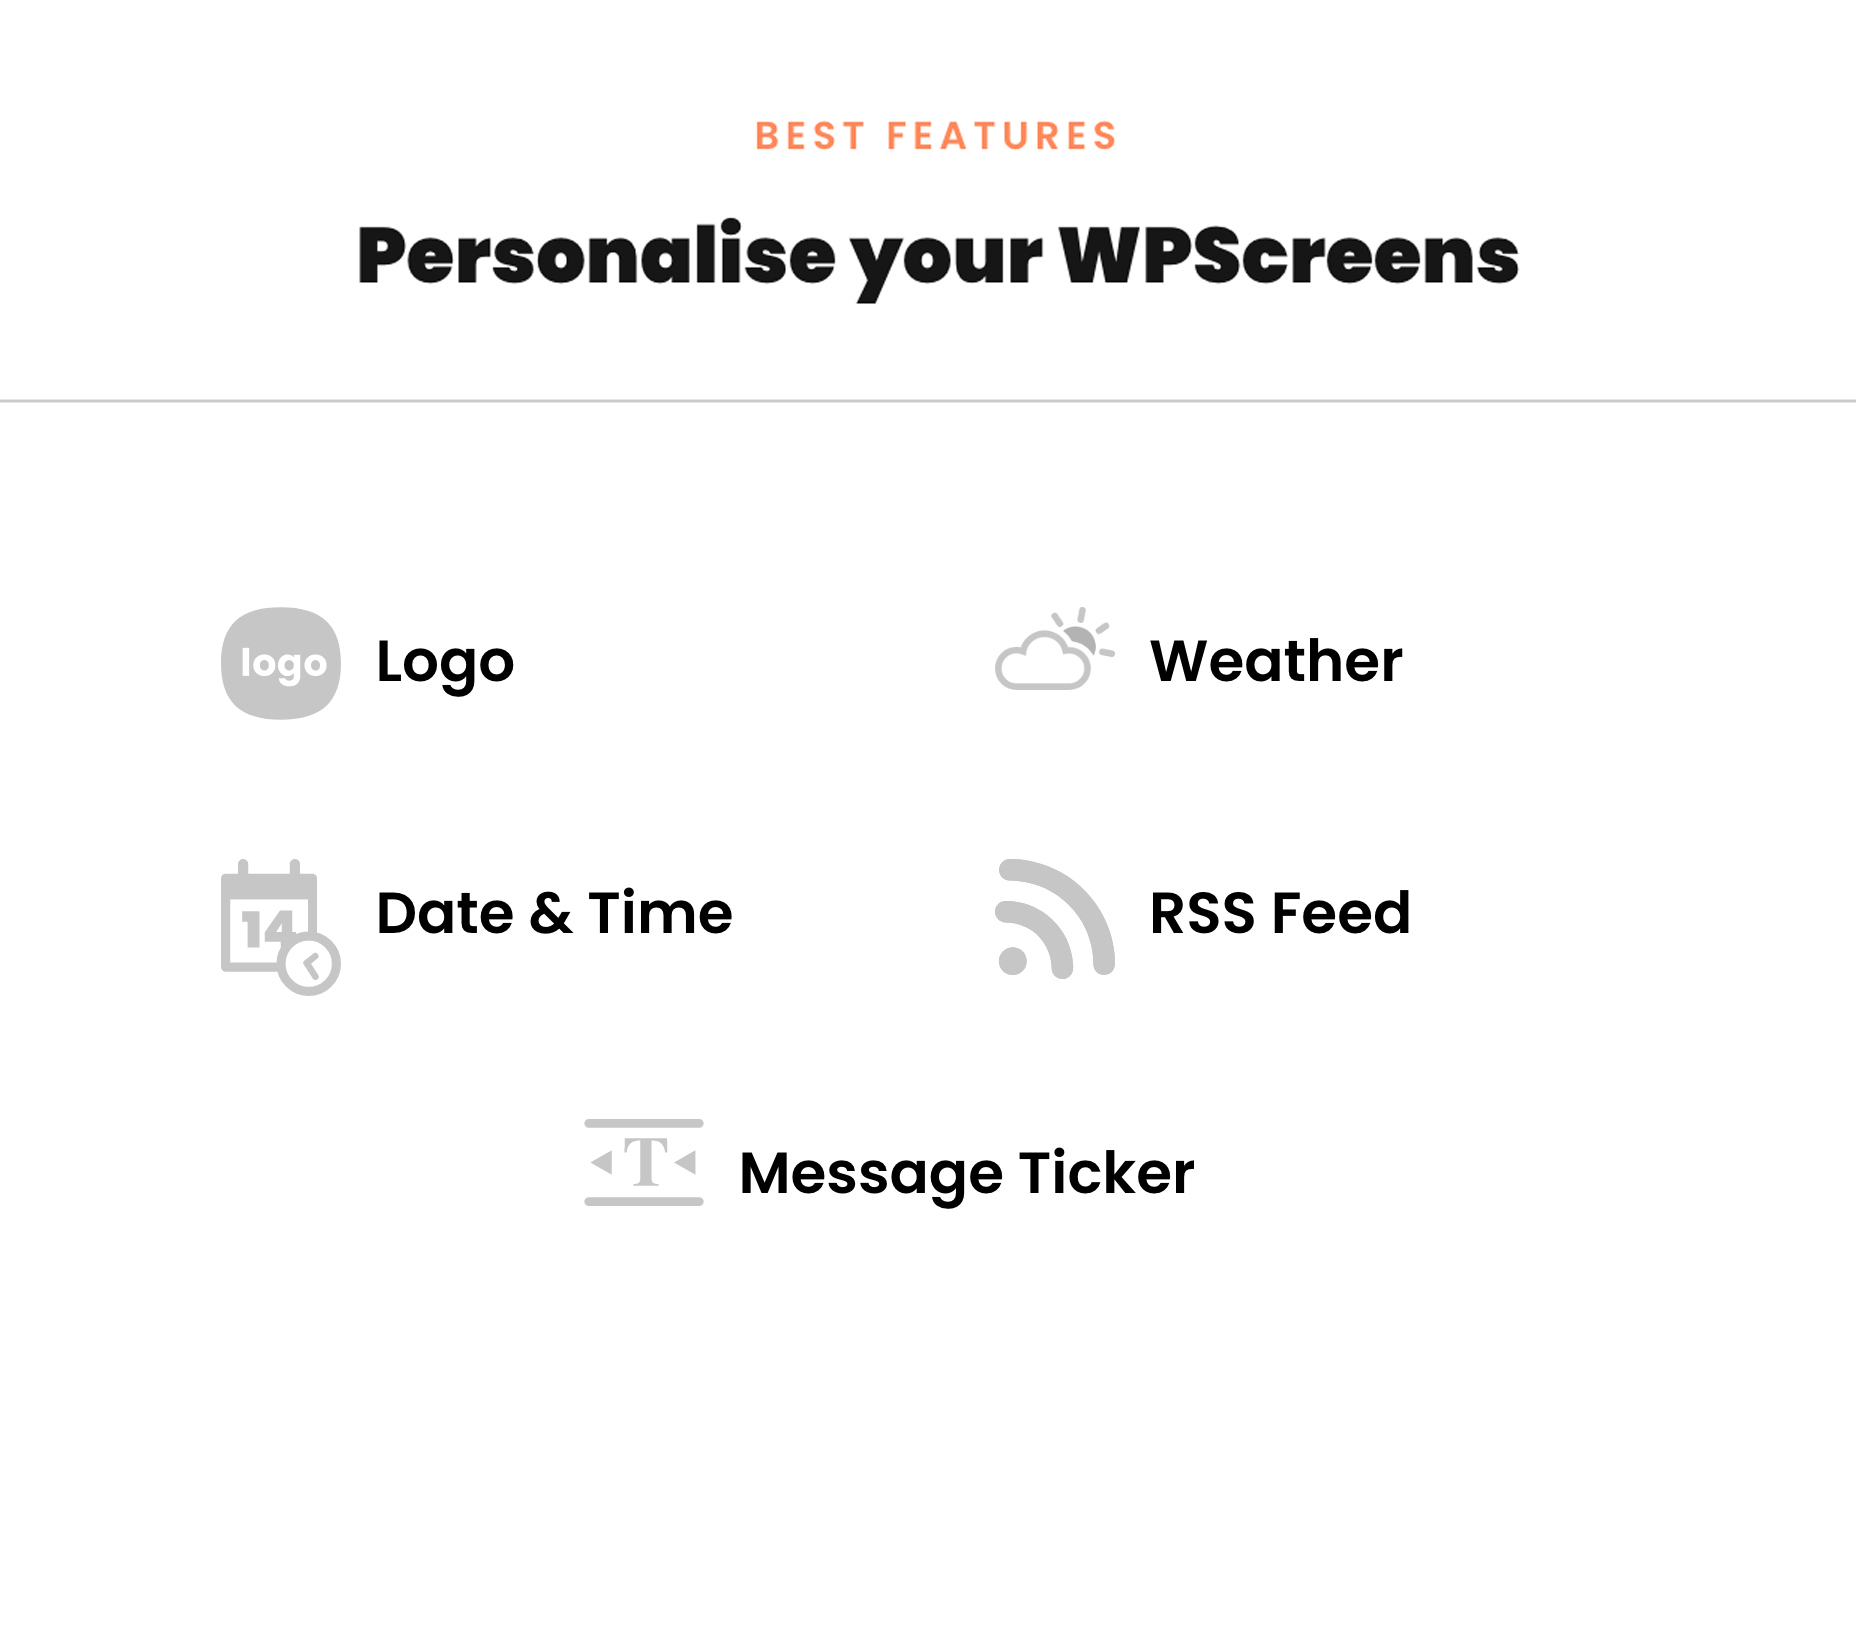 BEST FEATURES
Personalise your WPScreens
logo Logo
Weather
14 Date & Time
RSS Feed
T Message Ticker